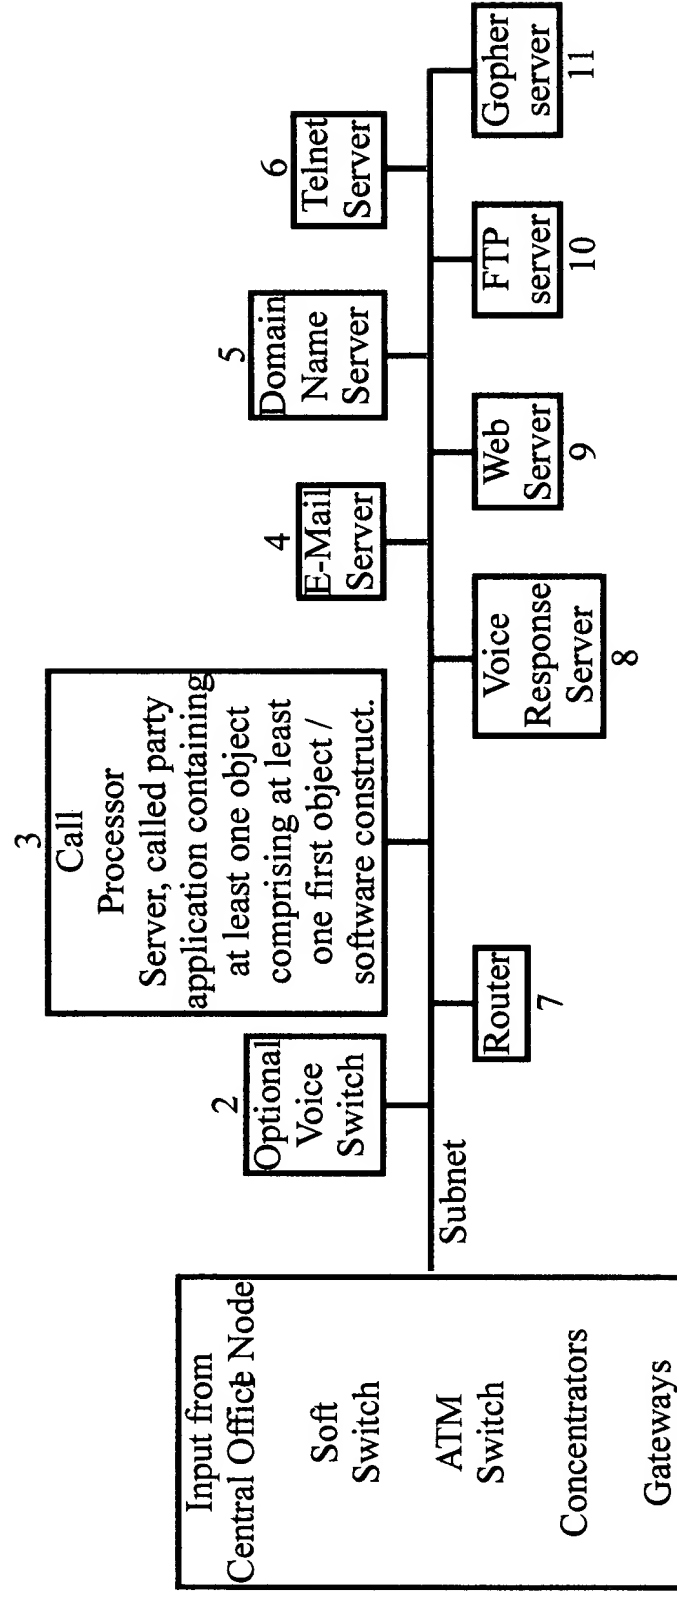 Input from
Central Office Node
Soft
Switch
ATM
Switch
Concentrators
Gateways
Subnet
2
Optional
Voice
Switch
3
Call
Processor
Server, called party
application containing
at least one object
comprising at least
one first object /
software construct.
4
E-Mail
Server
5
Domain
Name
Server
6
Telnet
Server
Router
7
Voice
Response
Server
8
Web
Server
9
FTP
server
10
Gopher
server
11